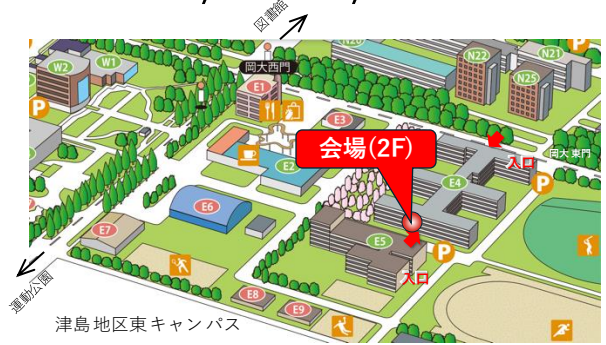 図書館
岡大西門
W2
W1
N28
N22
N21
N25
P
E1
E3
会場(2F)
入口
岡大東門
P
E2
E4
P
E6
E7
E5
P
入口
運動公園
E8
E9
津島地区東キャンパス